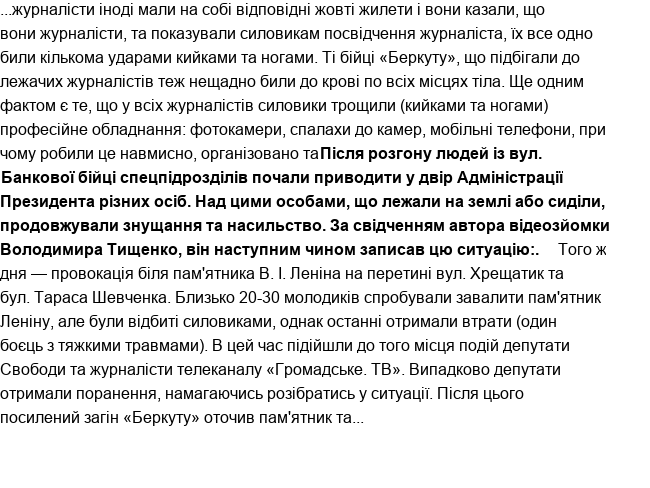 ...журналісти іноді мали на собі відповідні жовті жилети і вони казали, що
вони журналісти, та показували силовикам посвідчення журналіста, їх все одно
били кількома ударами кийками та ногами. Ті бійці «Беркуту», що підбігали до
лежачих журналістів теж нещадно били до крові по всіх місцях тіла. Ще одним
фактом є те, що у всіх журналістів силовики трощили (кийками та ногами)
професійне обладнання: фотокамери, спалахи до камер, мобільні телефони, при
чому робили це навмисно, організовано таПісля розгону людей із вул.
Банкової бійці спецпідрозділів почали приводити у двір Адміністрації
Президента різних осіб. Над цими особами, що лежали на землі або сиділи,
продовжували знущання та насильство. За свідченням автора відеозйомки
Володимира Тищенко, він наступним чином записав цю ситуацію:. Того ж
дня — провокація біля пам'ятника В. І. Леніна на перетині вул. Хрещатик та
бул. Тараса Шевченка. Близько 20-30 молодиків спробували завалити пам'ятник
Леніну, але були відбиті силовиками, однак останні отримали втрати (один
боєць з тяжкими травмами). В цей час підійшли до того місця подій депутати
Свободи та журналісти телеканалу «Громадське. ТВ». Випадково депутати
отримали поранення, намагаючись розібратись у ситуації. Після цього
посилений загін «Беркуту» оточив пам'ятник та...